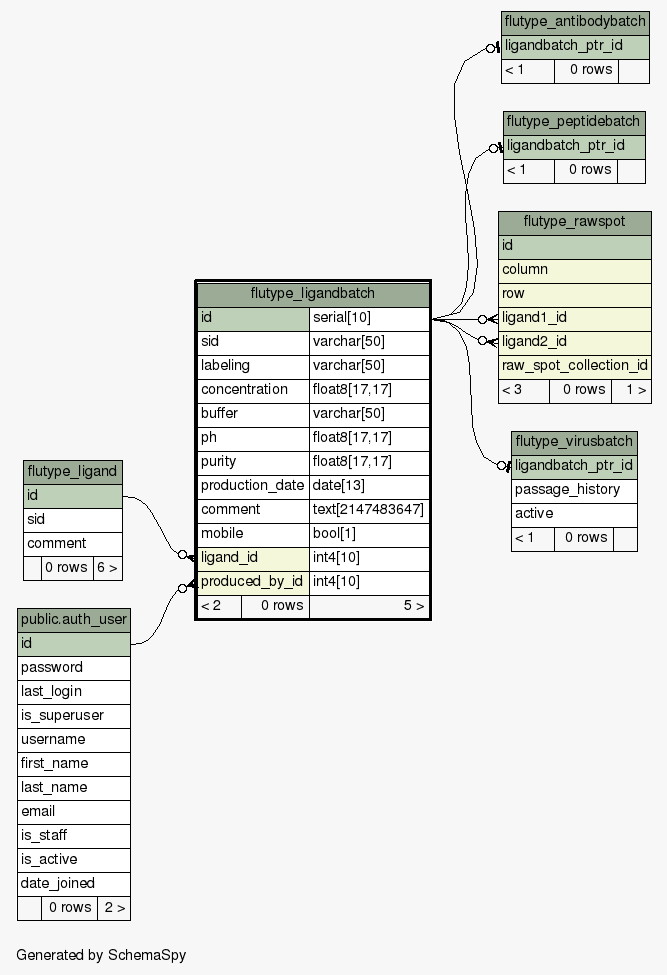 flutype_antibodybatch
ligandbatch_ptr_id
< 1 0 rows
flutype_peptidebatch
ligandbatch_ptr_id
< 1 0 rows
flutype_rawspot
id
column
row
ligand1_id
ligand2_id
raw_spot_collection_id
< 3 0 rows 1 >
flutype_ligandbatch
id serial[10]
sid varchar[50]
labeling varchar[50]
concentration float8[17,17]
buffer varchar[50]
ph float8[17,17]
purity float8[17,17]
production_date date[13]
comment text[2147483647]
mobile bool[1]
ligand_id int4[10]
produced_by_id int4[10]
< 2 0 rows 5 >
flutype_virusbatch
ligandbatch_ptr_id
passage_history
active
< 1 0 rows
flutype_ligand
id
sid
comment
0 rows 6 >
public.auth_user
id
password
last_login
is_superuser
username
first_name
last_name
email
is_staff
is_active
date_joined
0 rows 2 >
Generated by SchemaSpy